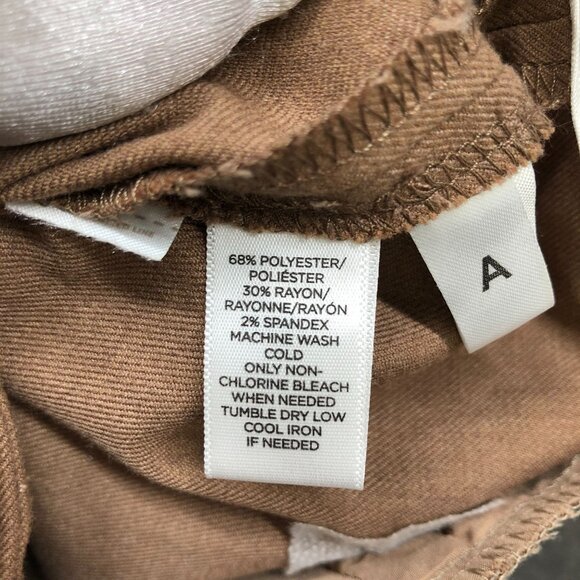 68% POLYESTER/
POLIÉSTER
30% RAYON/
RAYONNE/RAYÓN
2% SPANDEX
MACHINE WASH
COLD
ONLY NON-
CHLORINE BLEACH
WHEN NEEDED
TUMBLE DRY LOW
COOL IRON
IF NEEDED
A
LINE